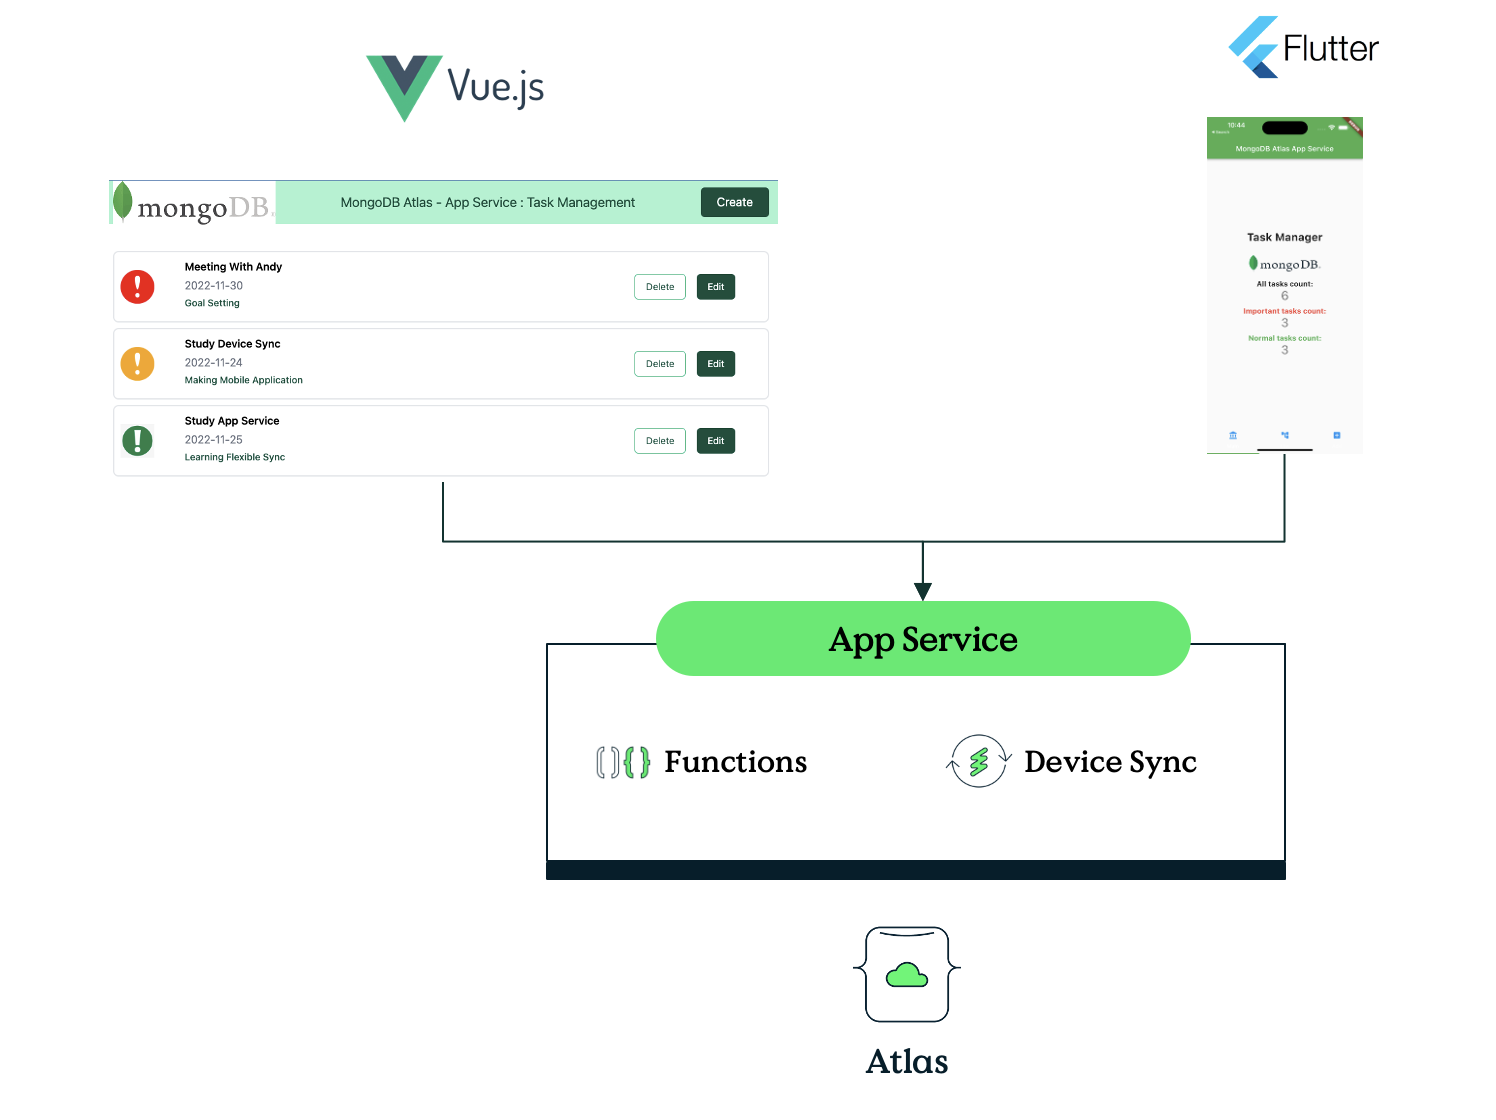 Vue.js
Flutter
mongoDB.
MongoDB Atlas - App Service : Task Management
Create
Meeting With Andy
2022-11-30
Goal Setting
Delete
Edit
Study Device Sync
2022-11-24
Making Mobile Application
Delete
Edit
Study App Service
2022-11-25
Learning Flexible Sync
Delete
Edit
10:44
MongoDB Atlas App Service
Task Manager
mongoDB.
All tasks count:
6
Important tasks count:
3
Normal tasks count:
3
App Service
Functions
Device Sync
Atlas